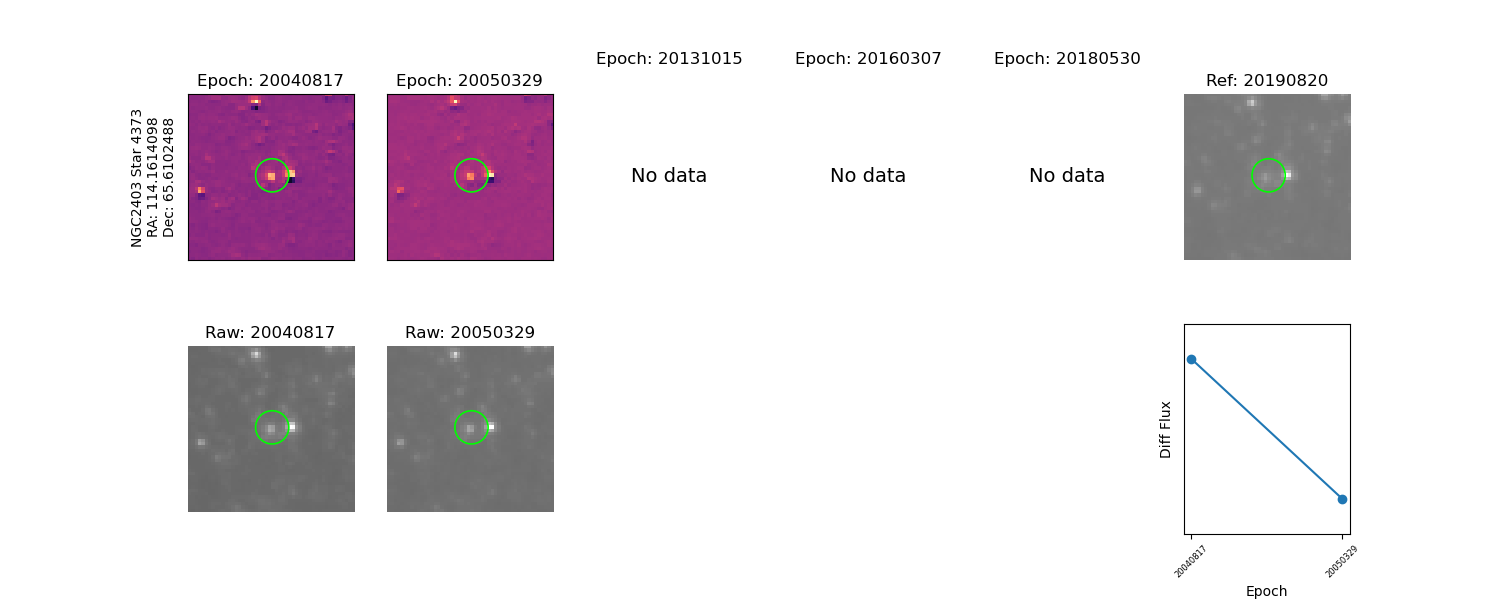 Epoch: 20040817
Epoch: 20050329
Epoch: 20131015
Epoch: 20160307
Epoch: 20180530
Ref: 20190820
NGC2403 Star 4373
RA: 114.1614098
Dec: 65.6102488
No data
No data
No data
Raw: 20040817
Raw: 20050329
Diff Flux
20040817
20050329
Epoch